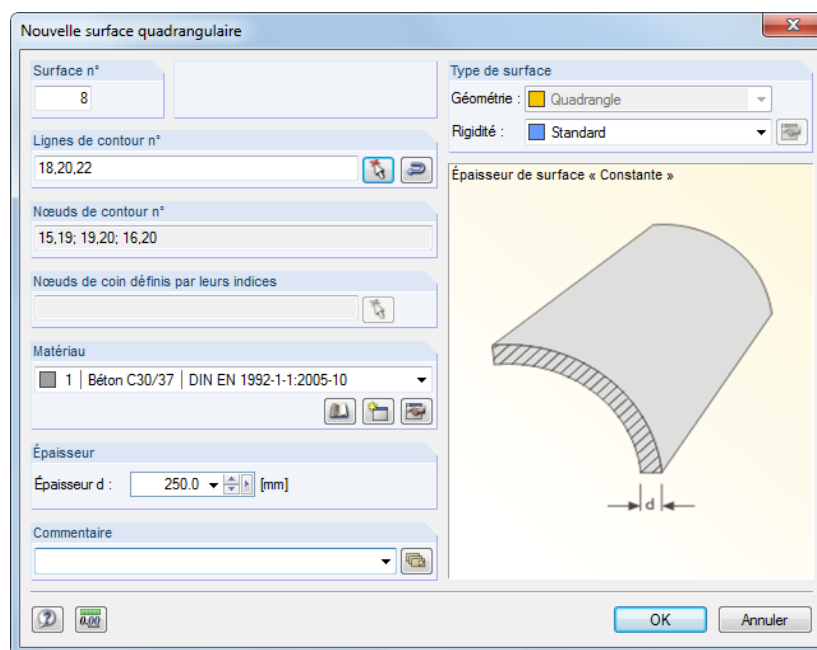 Nouvelle surface quadrangulaire
Surface n°
8
Lignes de contour n°
18,20,22
Nœuds de contour n°
15,19; 19,20; 16,20
Nœuds de coin définis par leurs indices
Matériau
1 Béton C30/37 DIN EN 1992-1-1:2005-10
Épaisseur
Épaisseur d : 250.0 [mm]
Commentaire
Type de surface
Géométrie : Quadrangle
Rigidité : Standard
Épaisseur de surface « Constante »
d
0.00
OK
Annuler